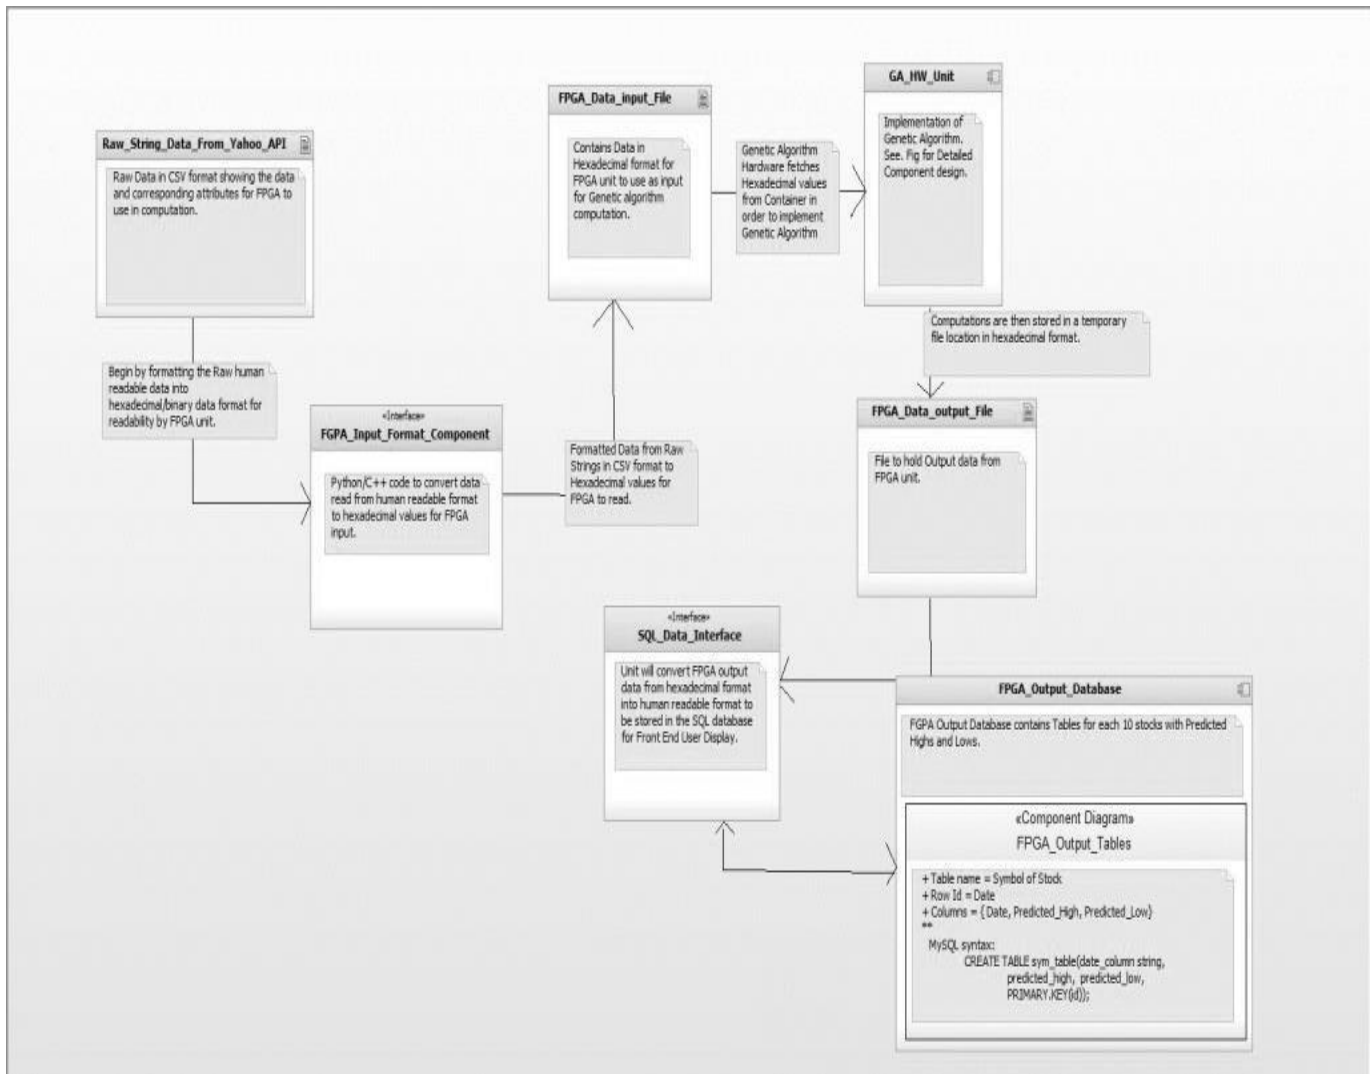 Raw_String_Data_From_Yahoo_API
Raw Data in CSV format showing the data
and corresponding attributes for FPGA to
use in computation.
Begin by formatting the Raw human
readable data into
hexadecimal/binary data format for
readability by FPGA unit.
«Interface»
FGPA_Input_Format_Component
Python/C++ code to convert data
read from human readable format
to hexadecimal values for FPGA
input.
Formatted Data from Raw
Strings in CSV format to
Hexadecimal values for
FPGA to read.
FPGA_Data_input_File
Contains Data in
Hexadecimal format for
FPGA unit to use as input
for Genetic algorithm
computation.
Genetic Algorithm
Hardware fetches
Hexadecimal values
from Container in
order to implement
Genetic Algorithm
GA_HW_Unit
Implementation of
Genetic Algorithm.
See. Fig for Detailed
Component design.
Computations are then stored in a temporary
file location in hexadecimal format.
FPGA_Data_output_File
File to hold Output data from
FPGA unit.
«Interface»
SQL_Data_Interface
Unit will convert FPGA output
data from hexadecimal format
into human readable format to
be stored in the SQL database
for Front End User Display.
FPGA_Output_Database
FGPA Output Database contains Tables for each 10 stocks with Predicted
Highs and Lows.
«Component Diagram»
FPGA_Output_Tables
+ Table name = Symbol of Stock
+ Row Id = Date
+ Columns = { Date, Predicted_High, Predicted_Low}
**
MySQL syntax:
CREATE TABLE sym_table(date_column string,
predicted_high, predicted_low,
PRIMARY.KEY(id));